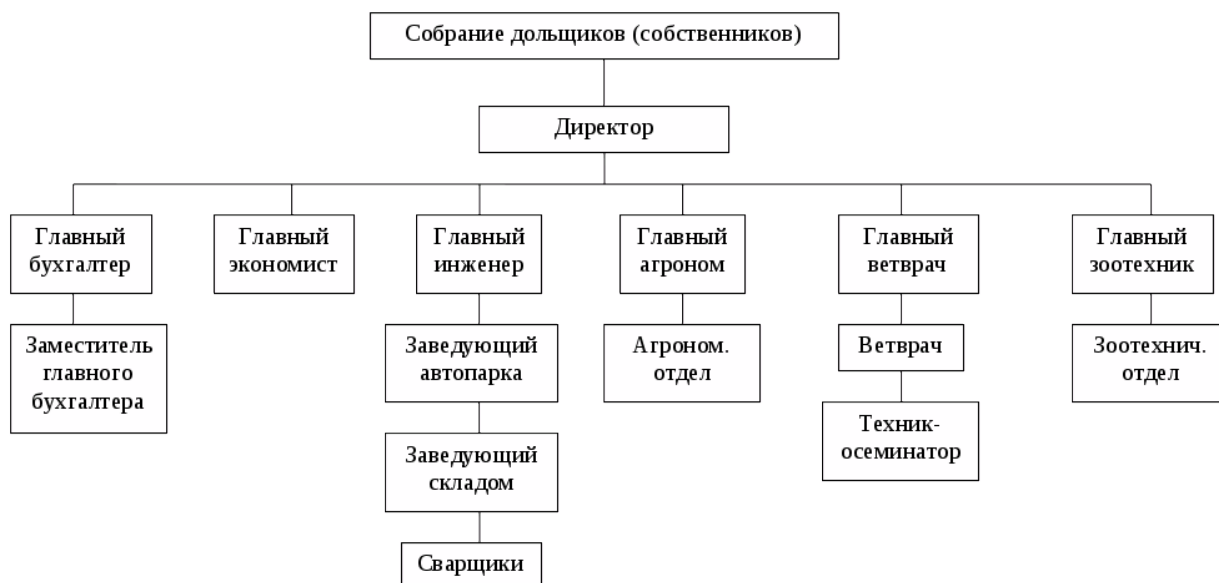 Собрание дольщиков (собственников)
Директор
Главный
бухгалтер
Главный
экономист
Главный
инженер
Главный
агроном
Главный
ветврач
Главный
зоотехник
Заместитель
главного
бухгалтера
Заведующий
автопарка
Агроном.
отдел
Ветврач
Зоотехнич.
отдел
Техник-
осеминатор
Заведующий
складом
Сварщики